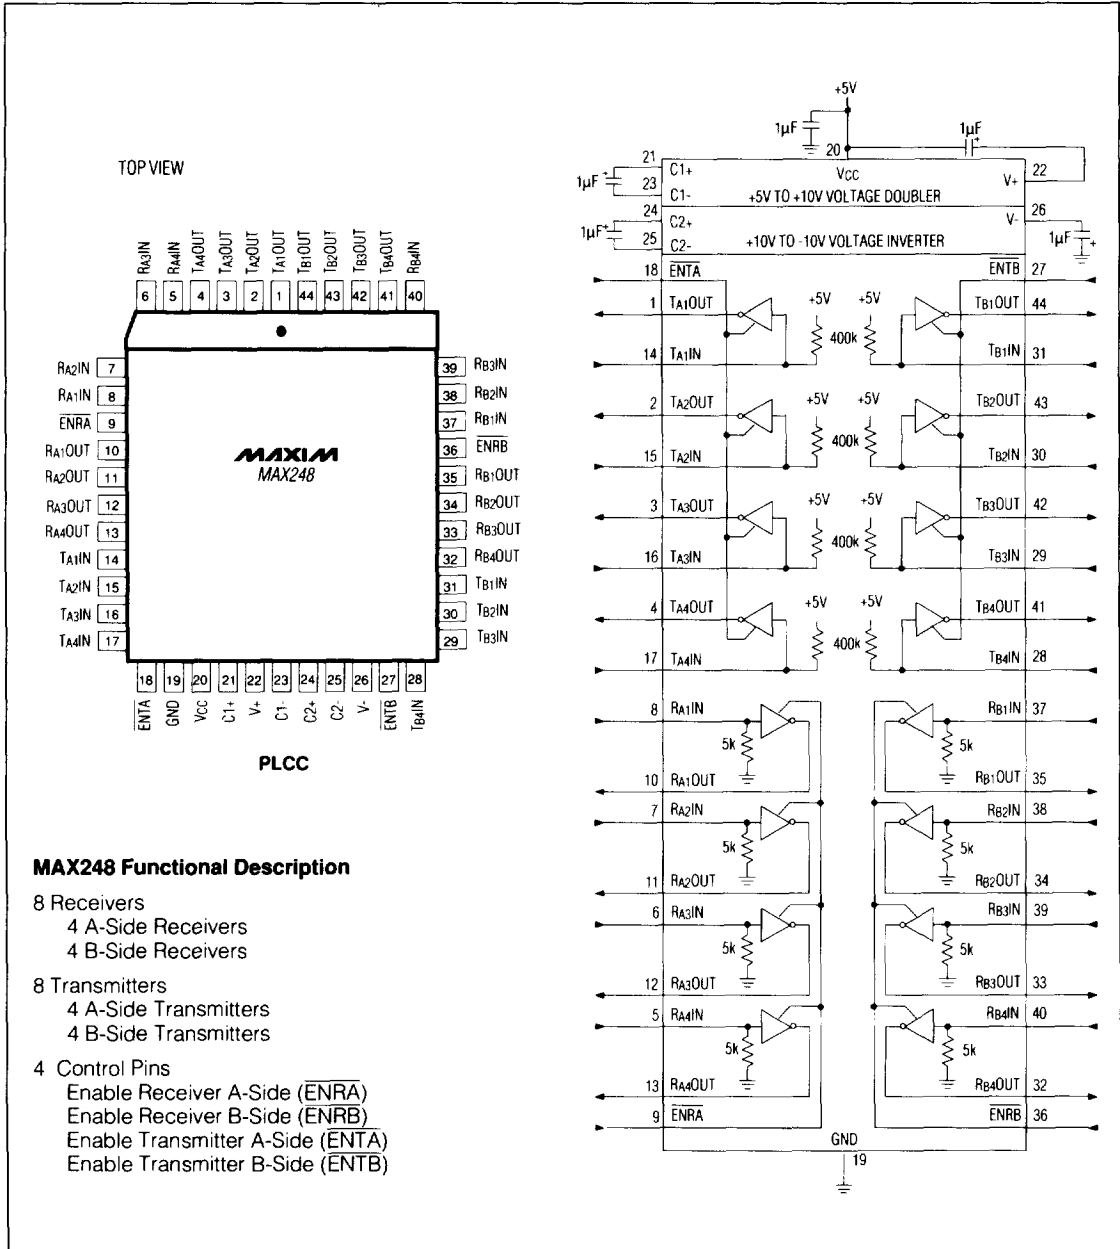 TOP VIEW
RA3IN
RA4IN
TA4OUT
TA3OUT
TA2OUT
TA1OUT
TB1OUT
TB2OUT
TB3OUT
TB4OUT
RB4IN
6 5 4 3 2 1 44 43 42 41 40
RA2IN 7
RA1IN 8
ENRA 9
RA1OUT 10
RA2OUT 11
RA3OUT 12
RA4OUT 13
TA1IN 14
TA2IN 15
TA3IN 16
TA4IN 17
MAXIM
MAX248
39 RB3IN
38 RB2IN
37 RB1IN
36 ENRB
35 RB1OUT
34 RB2OUT
33 RB3OUT
32 RB4OUT
31 TB1IN
30 TB2IN
29 TB3IN
18 19 20 21 22 23 24 25 26 27 28
ENTA
GND
VCC
C1+
V+
C1-
C2+
C2-
V-
ENTB
TB4IN
PLCC
MAX248 Functional Description
8 Receivers
4 A-Side Receivers
4 B-Side Receivers
8 Transmitters
4 A-Side Transmitters
4 B-Side Transmitters
4 Control Pins
Enable Receiver A-Side (ENRA)
Enable Receiver B-Side (ENRB)
Enable Transmitter A-Side (ENTA)
Enable Transmitter B-Side (ENTB)
+5V
1µF
1µF +
20
VCC
21 C1+
1µF +
23 C1-
+5V TO +10V VOLTAGE DOUBLER
V+ 22
24 C2+
1µF +
25 C2-
+10V TO -10V VOLTAGE INVERTER
V- 26
1µF +
18 ENTA
ENTB 27
1 TA1OUT
+5V
+5V
TB1OUT 44
400k
14 TA1IN
TB1IN 31
2 TA2OUT
+5V
+5V
TB2OUT 43
400k
15 TA2IN
TB2IN 30
3 TA3OUT
+5V
+5V
TB3OUT 42
400k
16 TA3IN
TB3IN 29
4 TA4OUT
+5V
+5V
TB4OUT 41
400k
17 TA4IN
TB4IN 28
8 RA1IN
RB1IN 37
5k
5k
10 RA1OUT
RB1OUT 35
7 RA2IN
RB2IN 38
5k
5k
11 RA2OUT
RB2OUT 34
6 RA3IN
RB3IN 39
5k
5k
12 RA3OUT
RB3OUT 33
5 RA4IN
RB4IN 40
5k
5k
13 RA4OUT
RB4OUT 32
9 ENRA
ENRB 36
GND
19